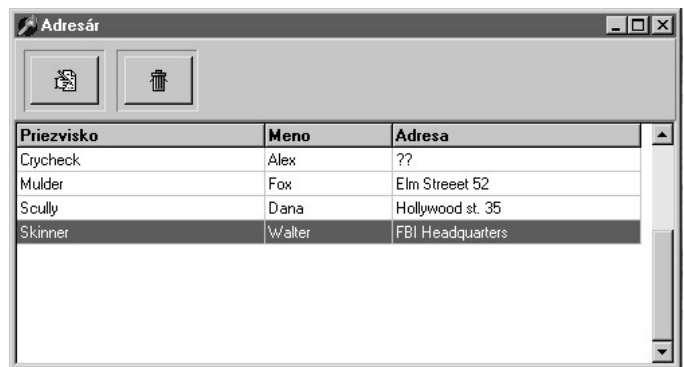 Adresár
Priezvisko Meno Adresa
Crycheck Alex ??
Mulder Fox Elm Streeet 52
Scully Dana Hollywood st. 35
Skinner Walter FBI Headquarters